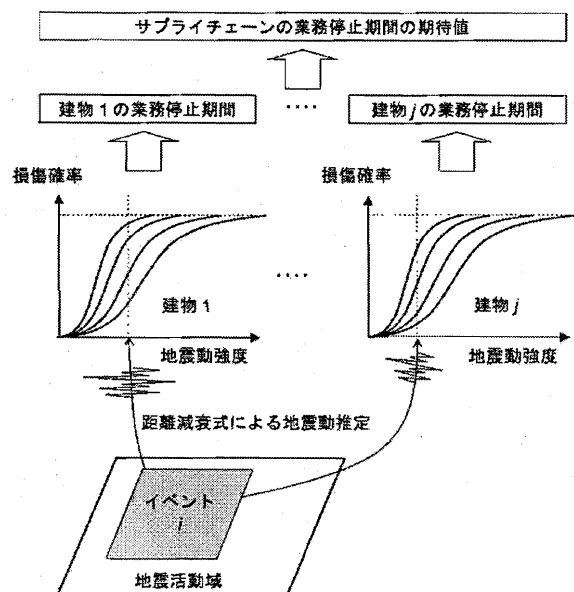 サプライチェーンの業務停止期間の期待値
建物1の業務停止期間
‥‥
建物jの業務停止期間
損傷確率
損傷確率
建物1
‥‥
建物j
地震動強度
地震動強度
距離減衰式による地震動推定
イベント
i
地震活動域